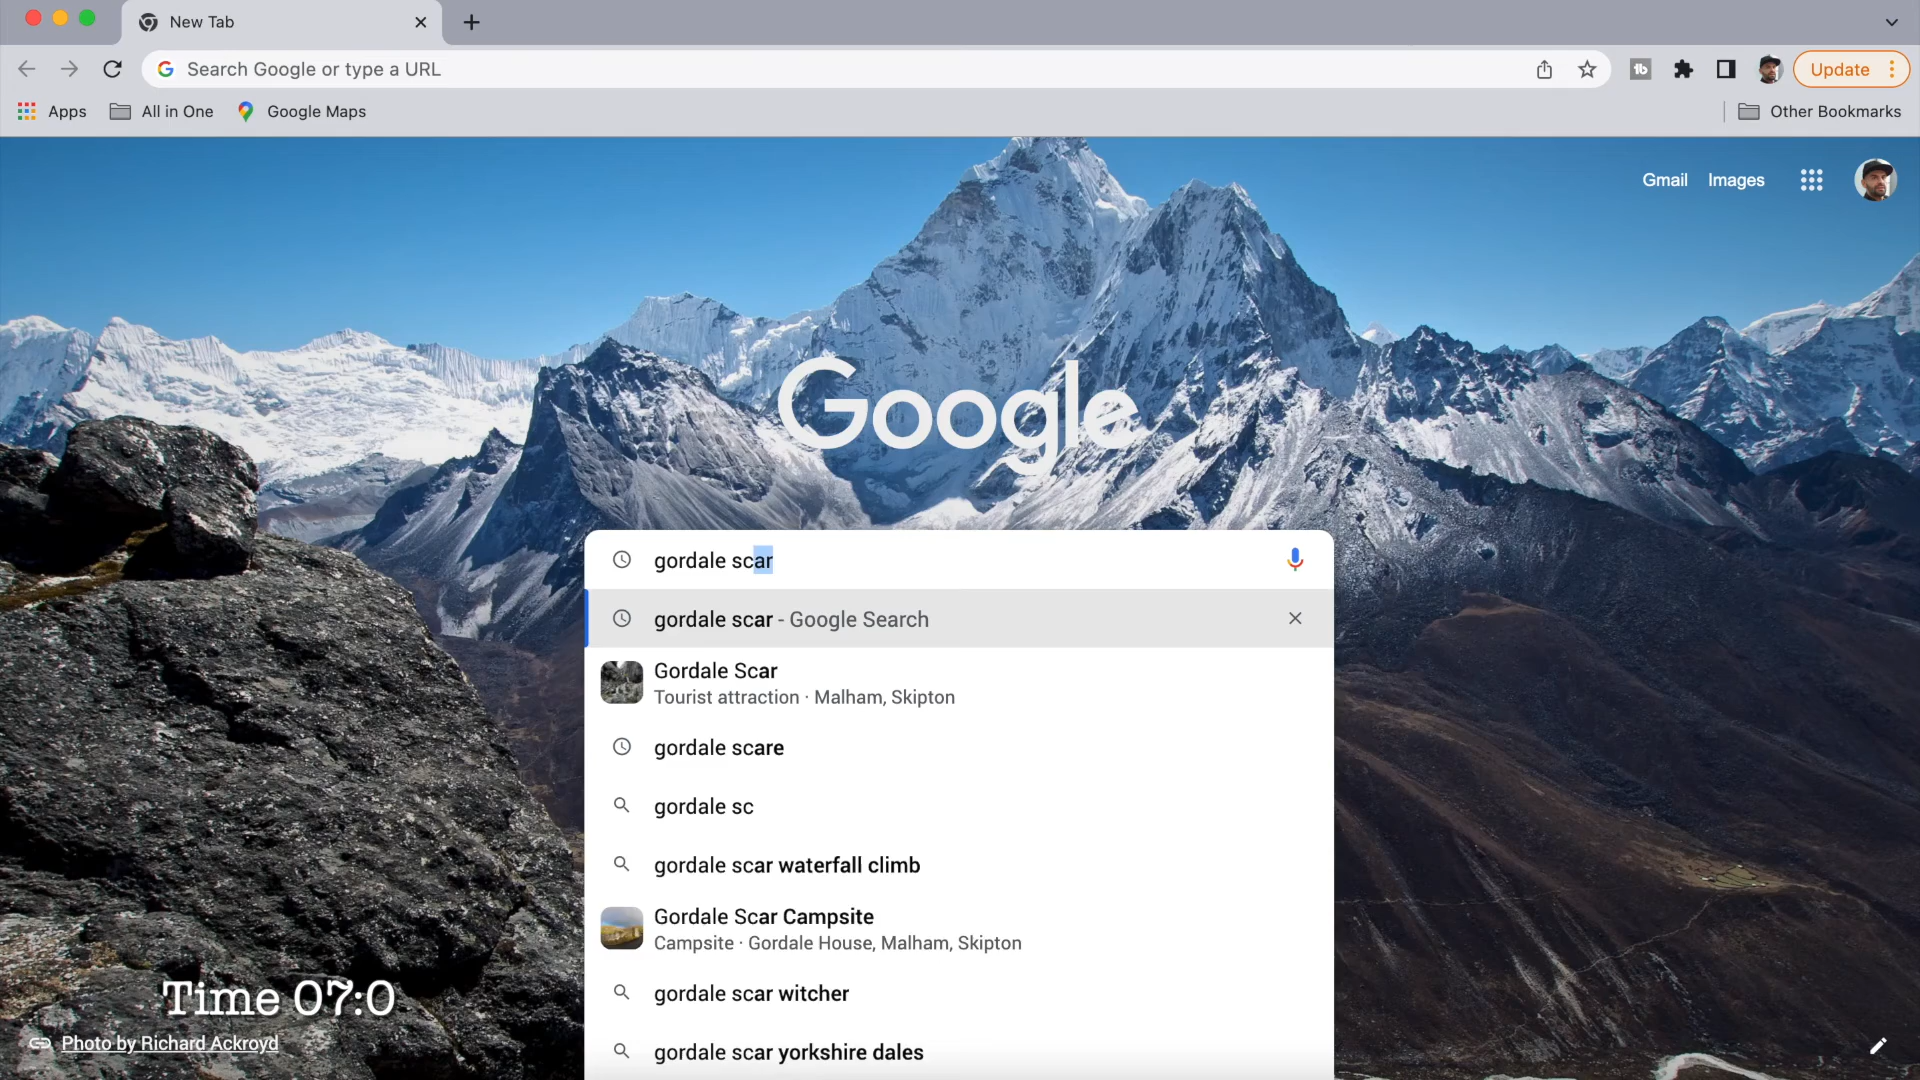 New Tab
Search Google or type a URL
Update
Apps
All in One
Google Maps
Other Bookmarks
Gmail
Images
Google
gordale scar
gordale scar - Google Search
Gordale Scar
Tourist attraction · Malham, Skipton
gordale scare
gordale sc
gordale scar waterfall climb
Gordale Scar Campsite
Campsite · Gordale House, Malham, Skipton
gordale scar witcher
gordale scar yorkshire dales
Time 07:0
Photo by Richard Ackroyd